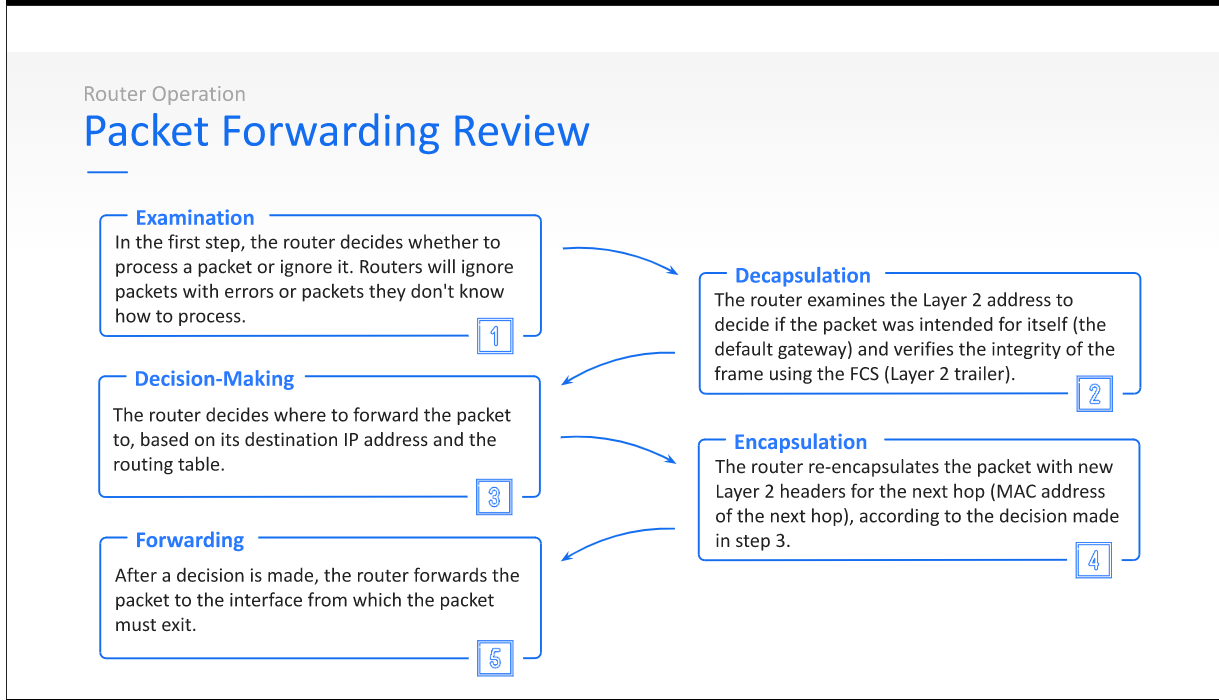 Router Operation
Packet Forwarding Review
Examination
In the first step, the router decides whether to
process a packet or ignore it. Routers will ignore
packets with errors or packets they don't know
how to process.
1
Decapsulation
The router examines the Layer 2 address to
decide if the packet was intended for itself (the
default gateway) and verifies the integrity of the
frame using the FCS (Layer 2 trailer).
2
Decision-Making
The router decides where to forward the packet
to, based on its destination IP address and the
routing table.
3
Encapsulation
The router re-encapsulates the packet with new
Layer 2 headers for the next hop (MAC address
of the next hop), according to the decision made
in step 3.
4
Forwarding
After a decision is made, the router forwards the
packet to the interface from which the packet
must exit.
5